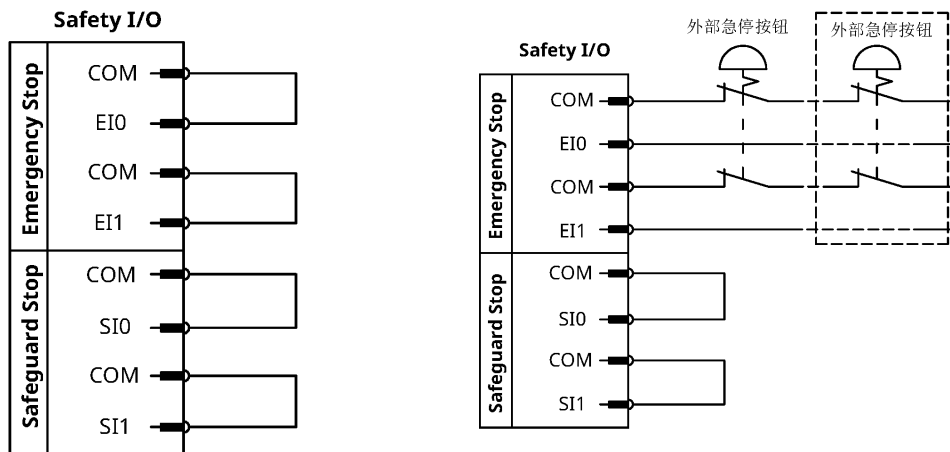 Safety I/O
Emergency Stop
COM
EI0
COM
EI1
Safeguard Stop
COM
SI0
COM
SI1
外部急停按钮
外部急停按钮
Safety I/O
Emergency Stop
COM
EI0
COM
EI1
Safeguard Stop
COM
SI0
COM
SI1